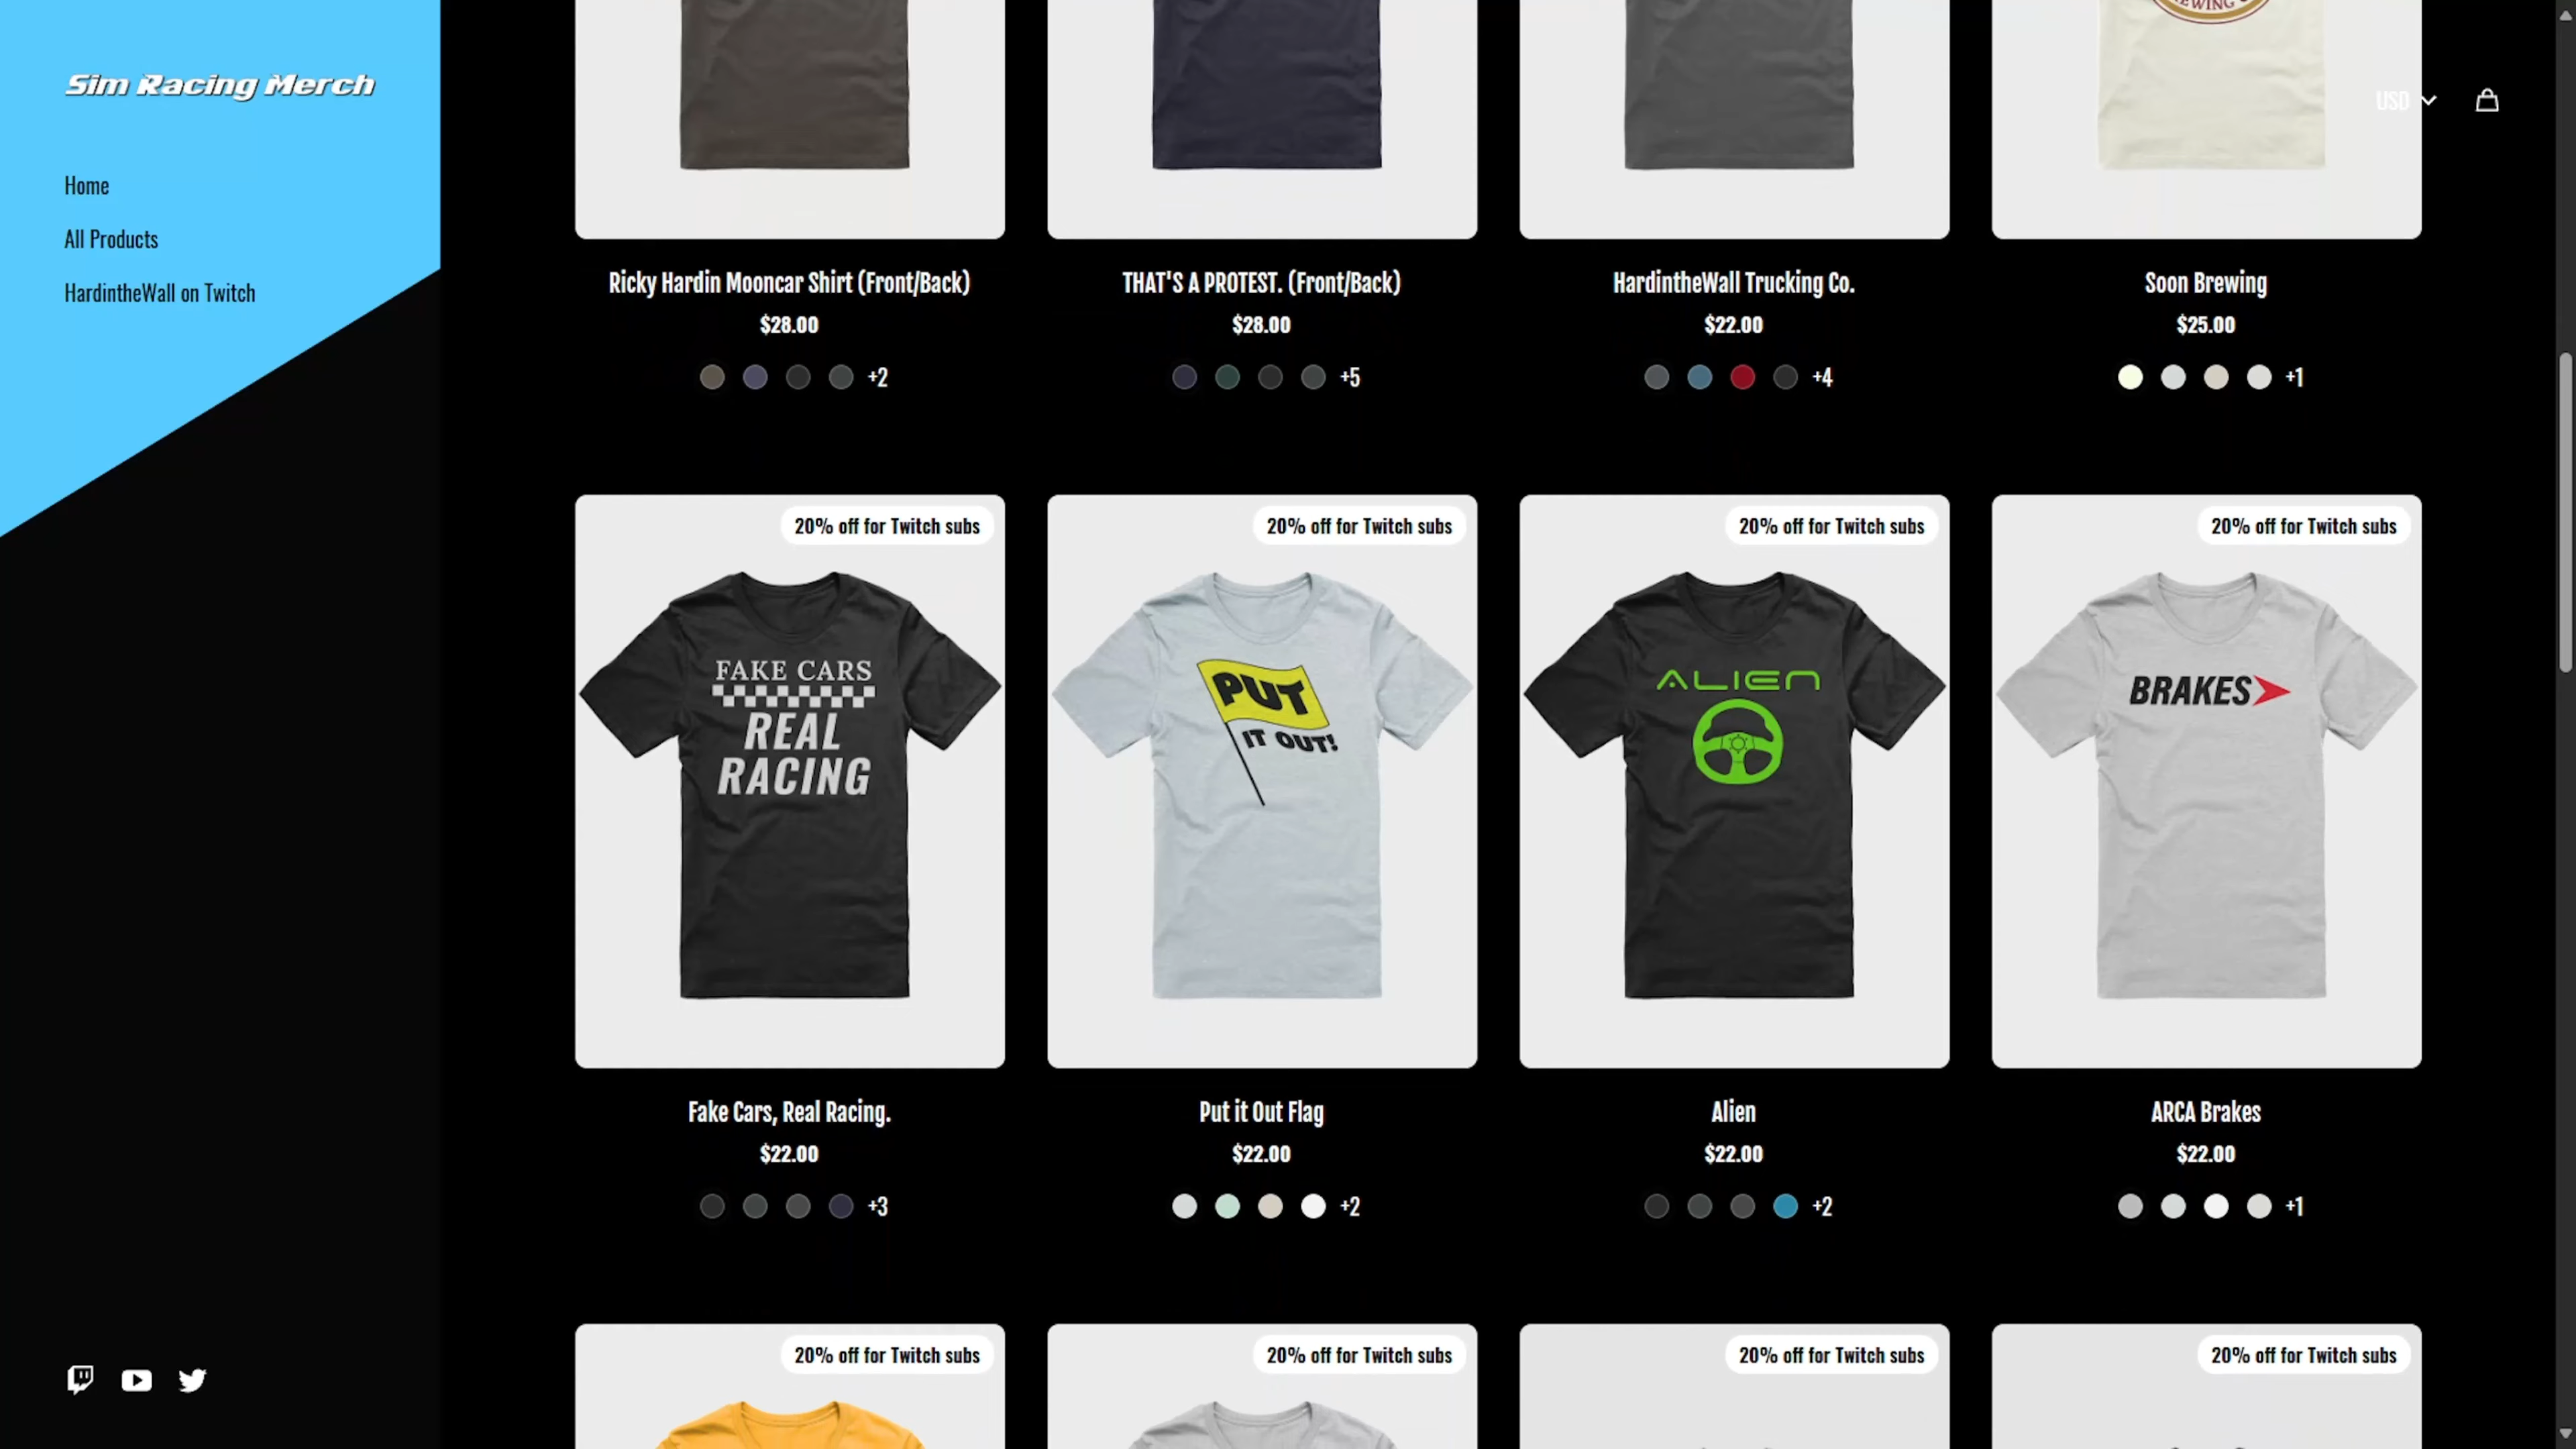 Sim Racing Merch
Home
All Products
HardintheWall on Twitch
USD
Ricky Hardin Mooncar Shirt (Front/Back)
$28.00
+2
THAT'S A PROTEST. (Front/Back)
$28.00
+5
HardintheWall Trucking Co.
$22.00
+4
Soon Brewing
$25.00
+1
20% off for Twitch subs
FAKE CARS
REAL
RACING
Fake Cars, Real Racing.
$22.00
+3
20% off for Twitch subs
PUT
IT OUT!
Put it Out Flag
$22.00
+2
20% off for Twitch subs
ALIEN
Alien
$22.00
+2
20% off for Twitch subs
BRAKES
ARCA Brakes
$22.00
+1
20% off for Twitch subs
20% off for Twitch subs
20% off for Twitch subs
20% off for Twitch subs